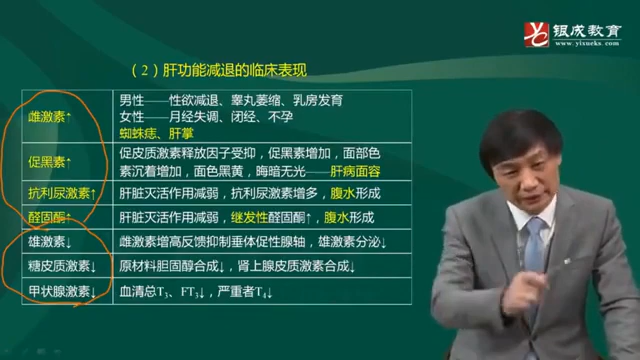 银成教育
www.yixueks.com
（2）肝功能减退的临床表现
雌激素↑
男性——性欲减退、睾丸萎缩、乳房发育
女性——月经失调、闭经、不孕
蜘蛛痣、肝掌
促黑素↑
促皮质激素释放因子受抑，促黑素增加，面部色
素沉着增加，面色黑黄，晦暗无光——肝病面容
抗利尿激素↑
肝脏灭活作用减弱，抗利尿激素增多，腹水形成
醛固酮↑
肝脏灭活作用减弱，继发性醛固酮↑，腹水形成
雄激素↓
雌激素增高反馈抑制垂体促性腺轴，雄激素分泌↓
糖皮质激素↓
原材料胆固醇合成↓，肾上腺皮质激素合成↓
甲状腺激素↓
血清总T₃、FT₃↓，严重者T₄↓